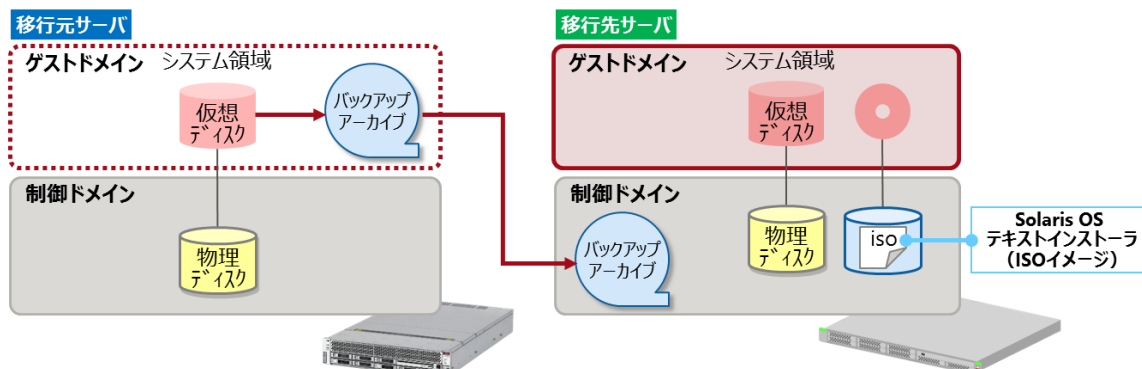 移行元サーバ
ゲストドメイン
システム領域
仮想
ディスク
バックアップ
アーカイブ
制御ドメイン
物理
ディスク
移行先サーバ
ゲストドメイン
システム領域
仮想
ディスク
制御ドメイン
バックアップ
アーカイブ
物理
ディスク
iso
Solaris OS
テキストインストーラ
（ISOイメージ）